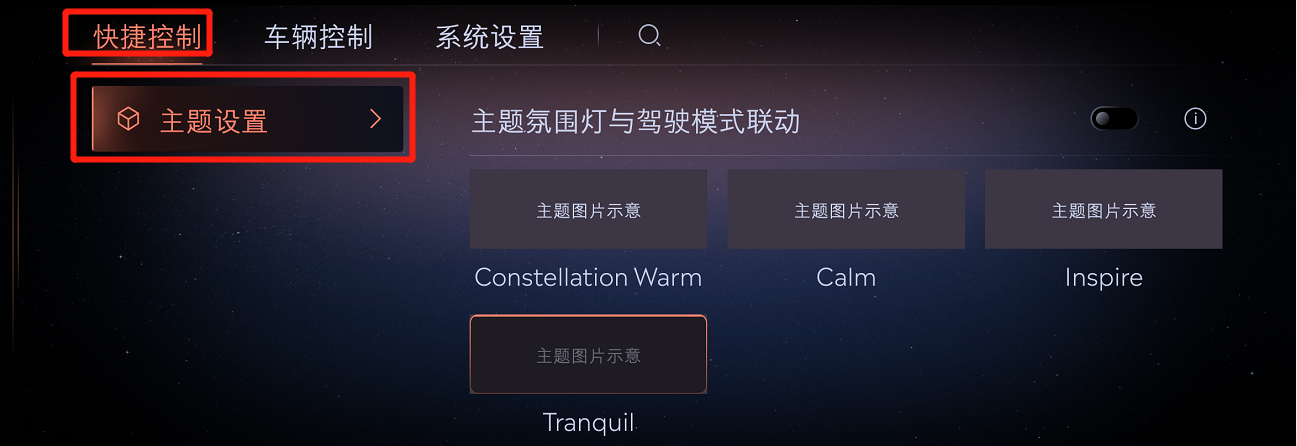 快捷控制 车辆控制 系统设置
主题设置
主题氛围灯与驾驶模式联动
主题图片示意 主题图片示意 主题图片示意
Constellation Warm Calm Inspire
主题图片示意
Tranquil